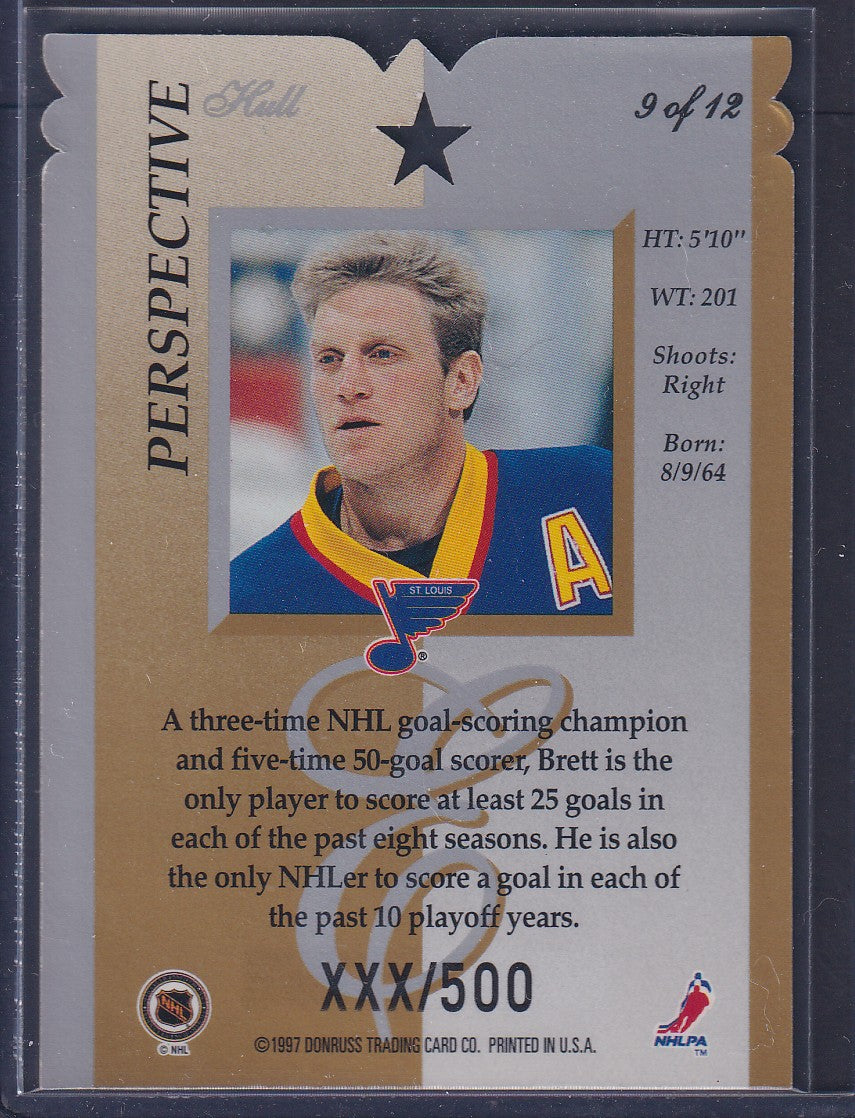 PERSPECTIVE
Hull
9 of 12
HT: 5'10"
WT: 201
Shoots:
Right
Born:
8/9/64
A
ST. LOUIS
®
A three-time NHL goal-scoring champion
and five-time 50-goal scorer, Brett is the
only player to score at least 25 goals in
each of the past eight seasons. He is also
the only NHLer to score a goal in each of
the past 10 playoff years.
XXX/500
NHL
© NHL
©1997 DONRUSS TRADING CARD CO. PRINTED IN U.S.A.
NHLPA
TM